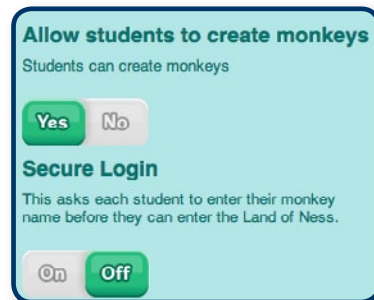 Allow students to create monkeys
Students can create monkeys
Yes No
Secure Login
This asks each student to enter their monkey
name before they can enter the Land of Ness.
On Off